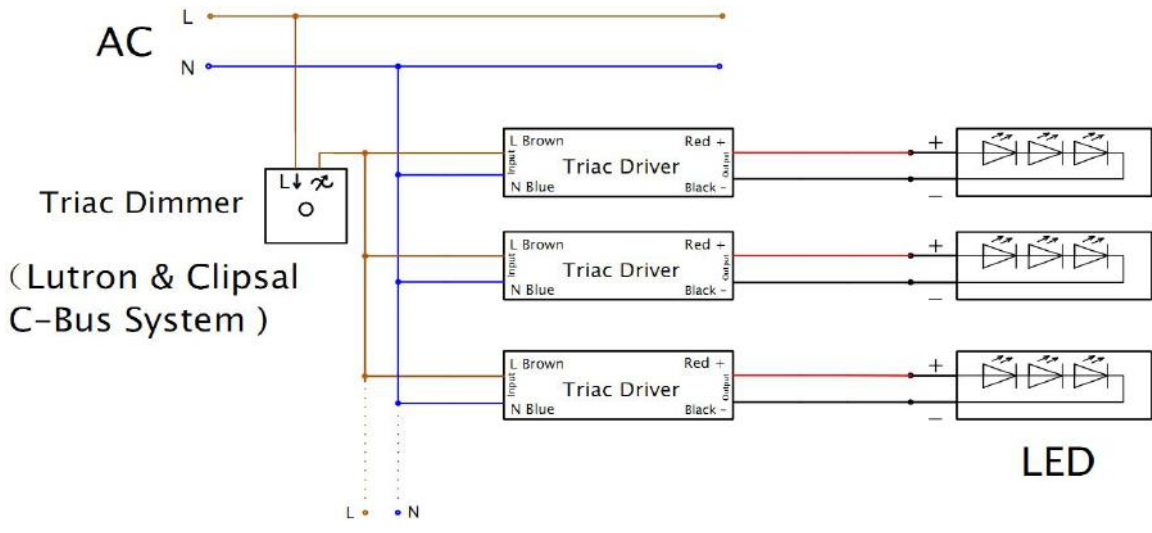 L
AC
N
L Brown
Red +
Input
Triac Driver
Output
N Blue
Black -
+
−
L
Triac Dimmer
(Lutron & Clipsal
C-Bus System )
L Brown
Red +
Input
Triac Driver
Output
N Blue
Black -
+
−
L Brown
Red +
Input
Triac Driver
Output
N Blue
Black -
+
−
LED
L
N